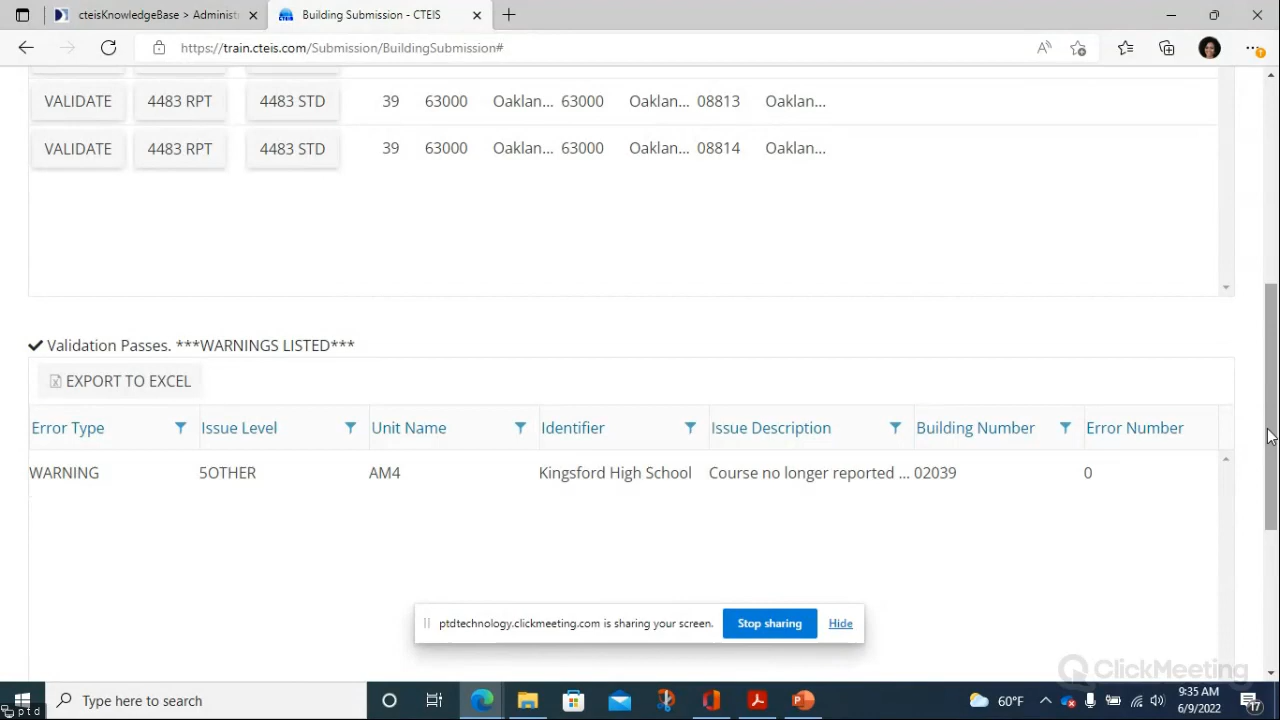 cteisKnowledgeBase > Administ
Building Submission - CTEIS
https://train.cteis.com/Submission/BuildingSubmission#
VALIDATE 4483 RPT 4483 STD 39 63000 Oaklan... 63000 Oaklan... 08813 Oaklan...
VALIDATE 4483 RPT 4483 STD 39 63000 Oaklan... 63000 Oaklan... 08814 Oaklan...
Validation Passes. ***WARNINGS LISTED***
EXPORT TO EXCEL
Error Type Issue Level Unit Name Identifier Issue Description Building Number Error Number
WARNING 5OTHER AM4 Kingsford High School Course no longer reported ... 02039 0
ptdtechnology.clickmeeting.com is sharing your screen. Stop sharing Hide
ClickMeeting
Type here to search
60°F
9:35 AM
6/9/2022
17
ptd